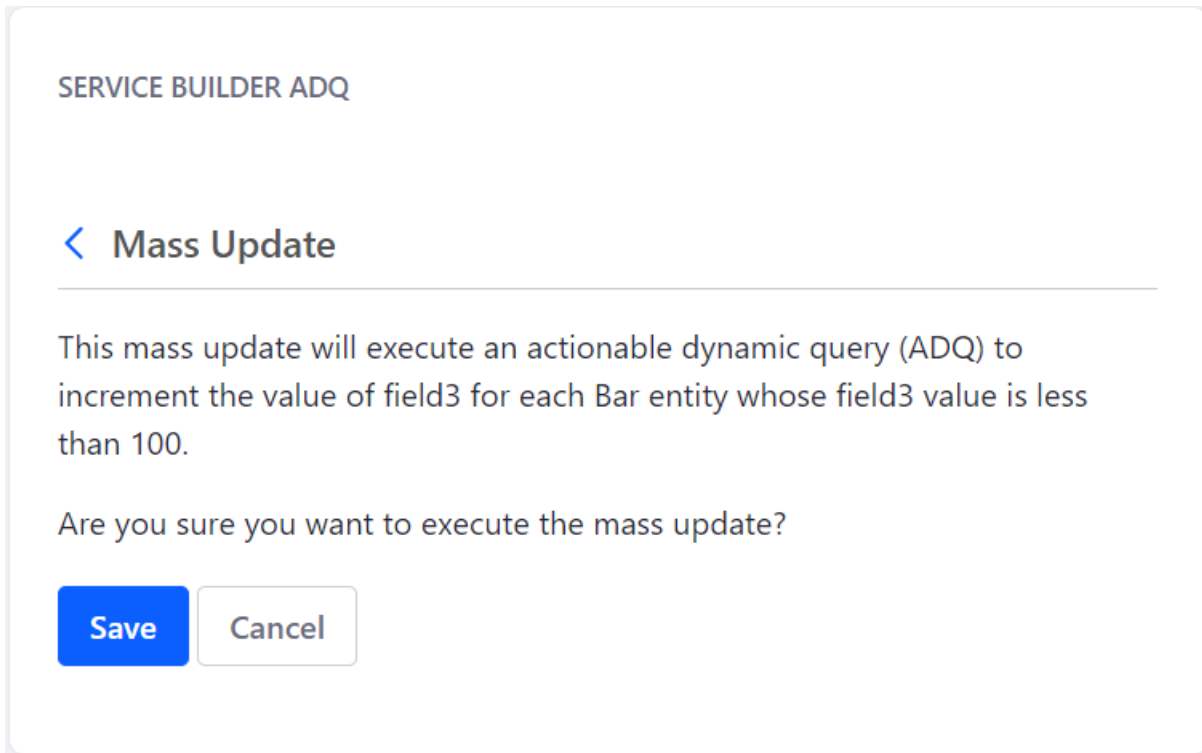 SERVICE BUILDER ADQ
Mass Update
This mass update will execute an actionable dynamic query (ADQ) to
increment the value of field3 for each Bar entity whose field3 value is less
than 100.
Are you sure you want to execute the mass update?
Save Cancel